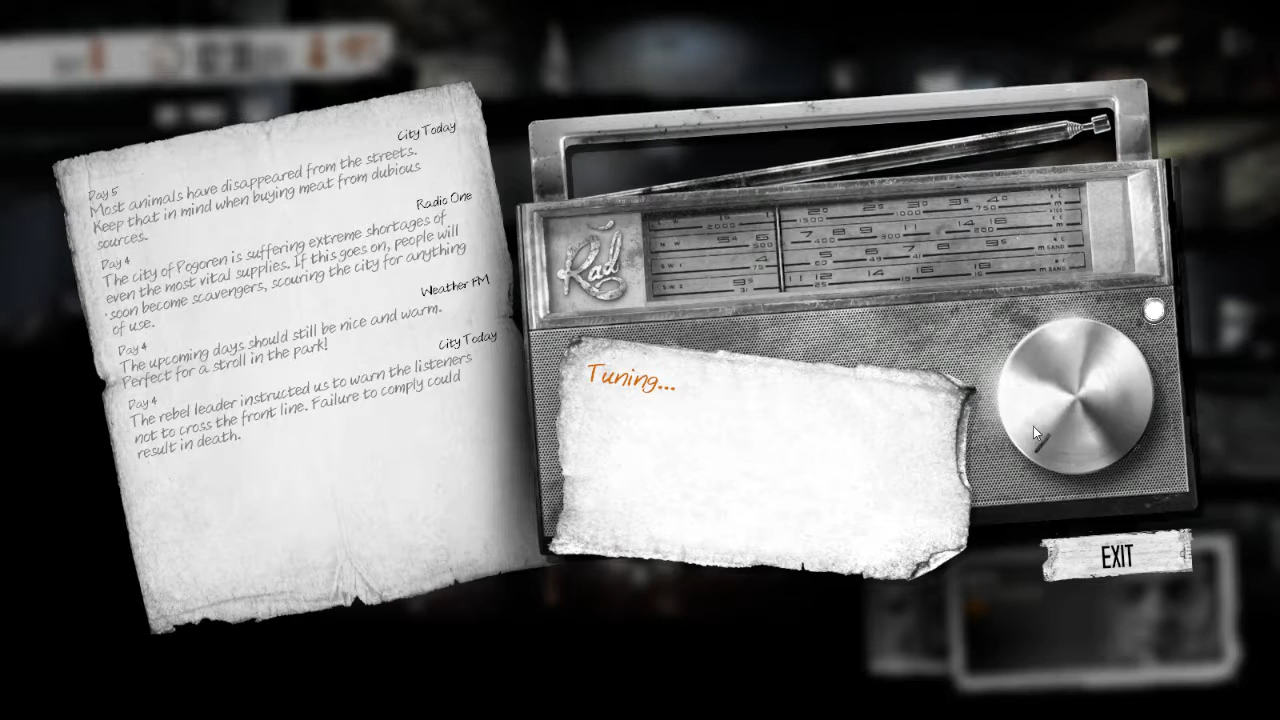 City Today
Day 5
Most animals have disappeared from the streets.
Keep that in mind when buying meat from dubious
sources.
Radio One
Day 4
The city of Pogoren is suffering extreme shortages of
even the most vital supplies. If this goes on, people will
soon become scavengers, scouring the city for anything
of use.
Weather FM
Day 4
The upcoming days should still be nice and warm.
Perfect for a stroll in the park!
City Today
Day 4
The rebel leader instructed us to warn the listeners
not to cross the front line. Failure to comply could
result in death.
Rad
Tuning...
EXIT